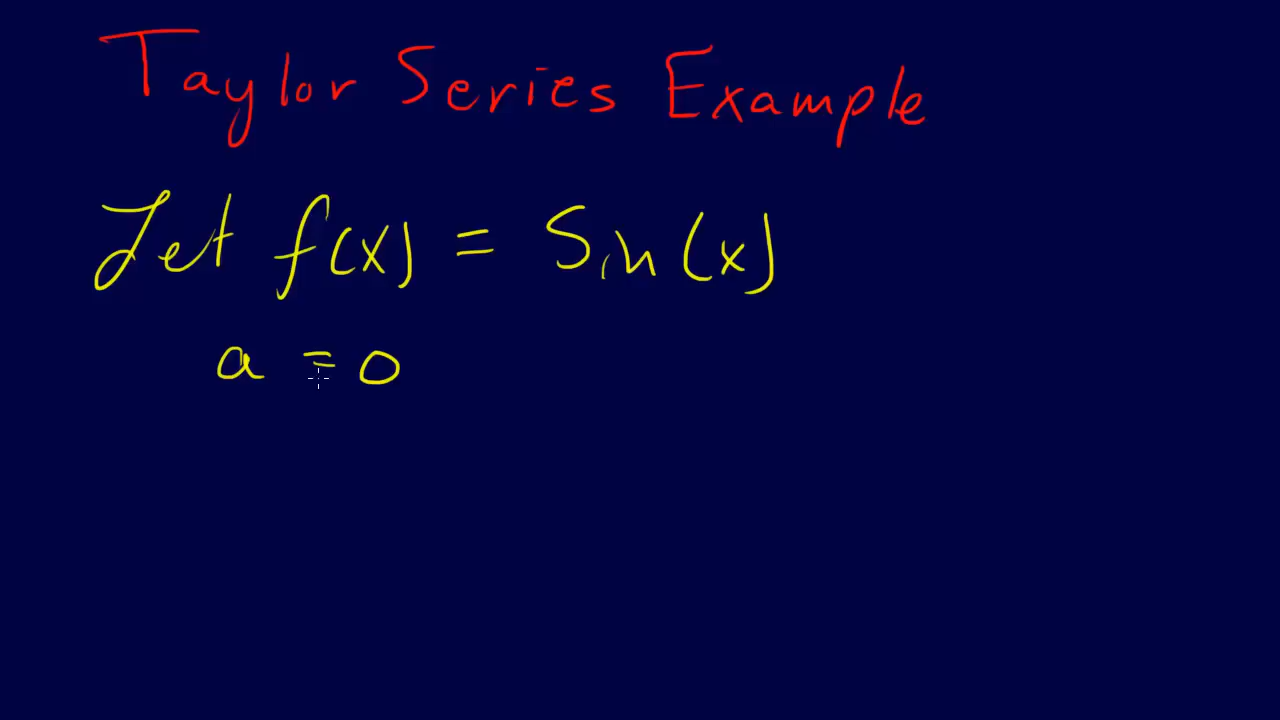 Taylor Series Example
Let f(x) = Sin(x)
a = 0